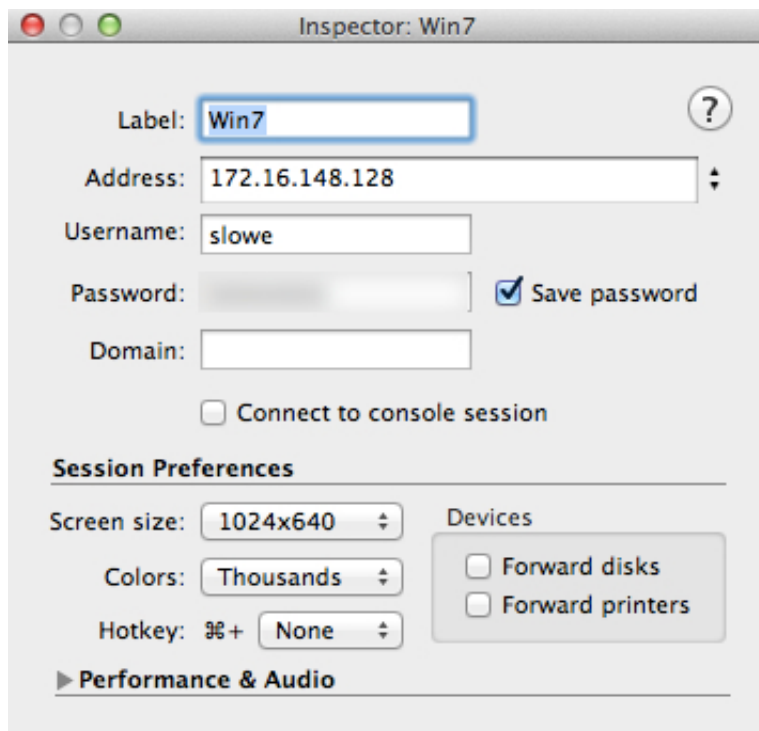 Inspector: Win7
?
Label: Win7
Address: 172.16.148.128
Username: slowe
Password: Save password
Domain:
Connect to console session
Session Preferences
Screen size: 1024x640 Devices
Colors: Thousands Forward disks
Forward printers
Hotkey: ⌘+ None
Performance & Audio